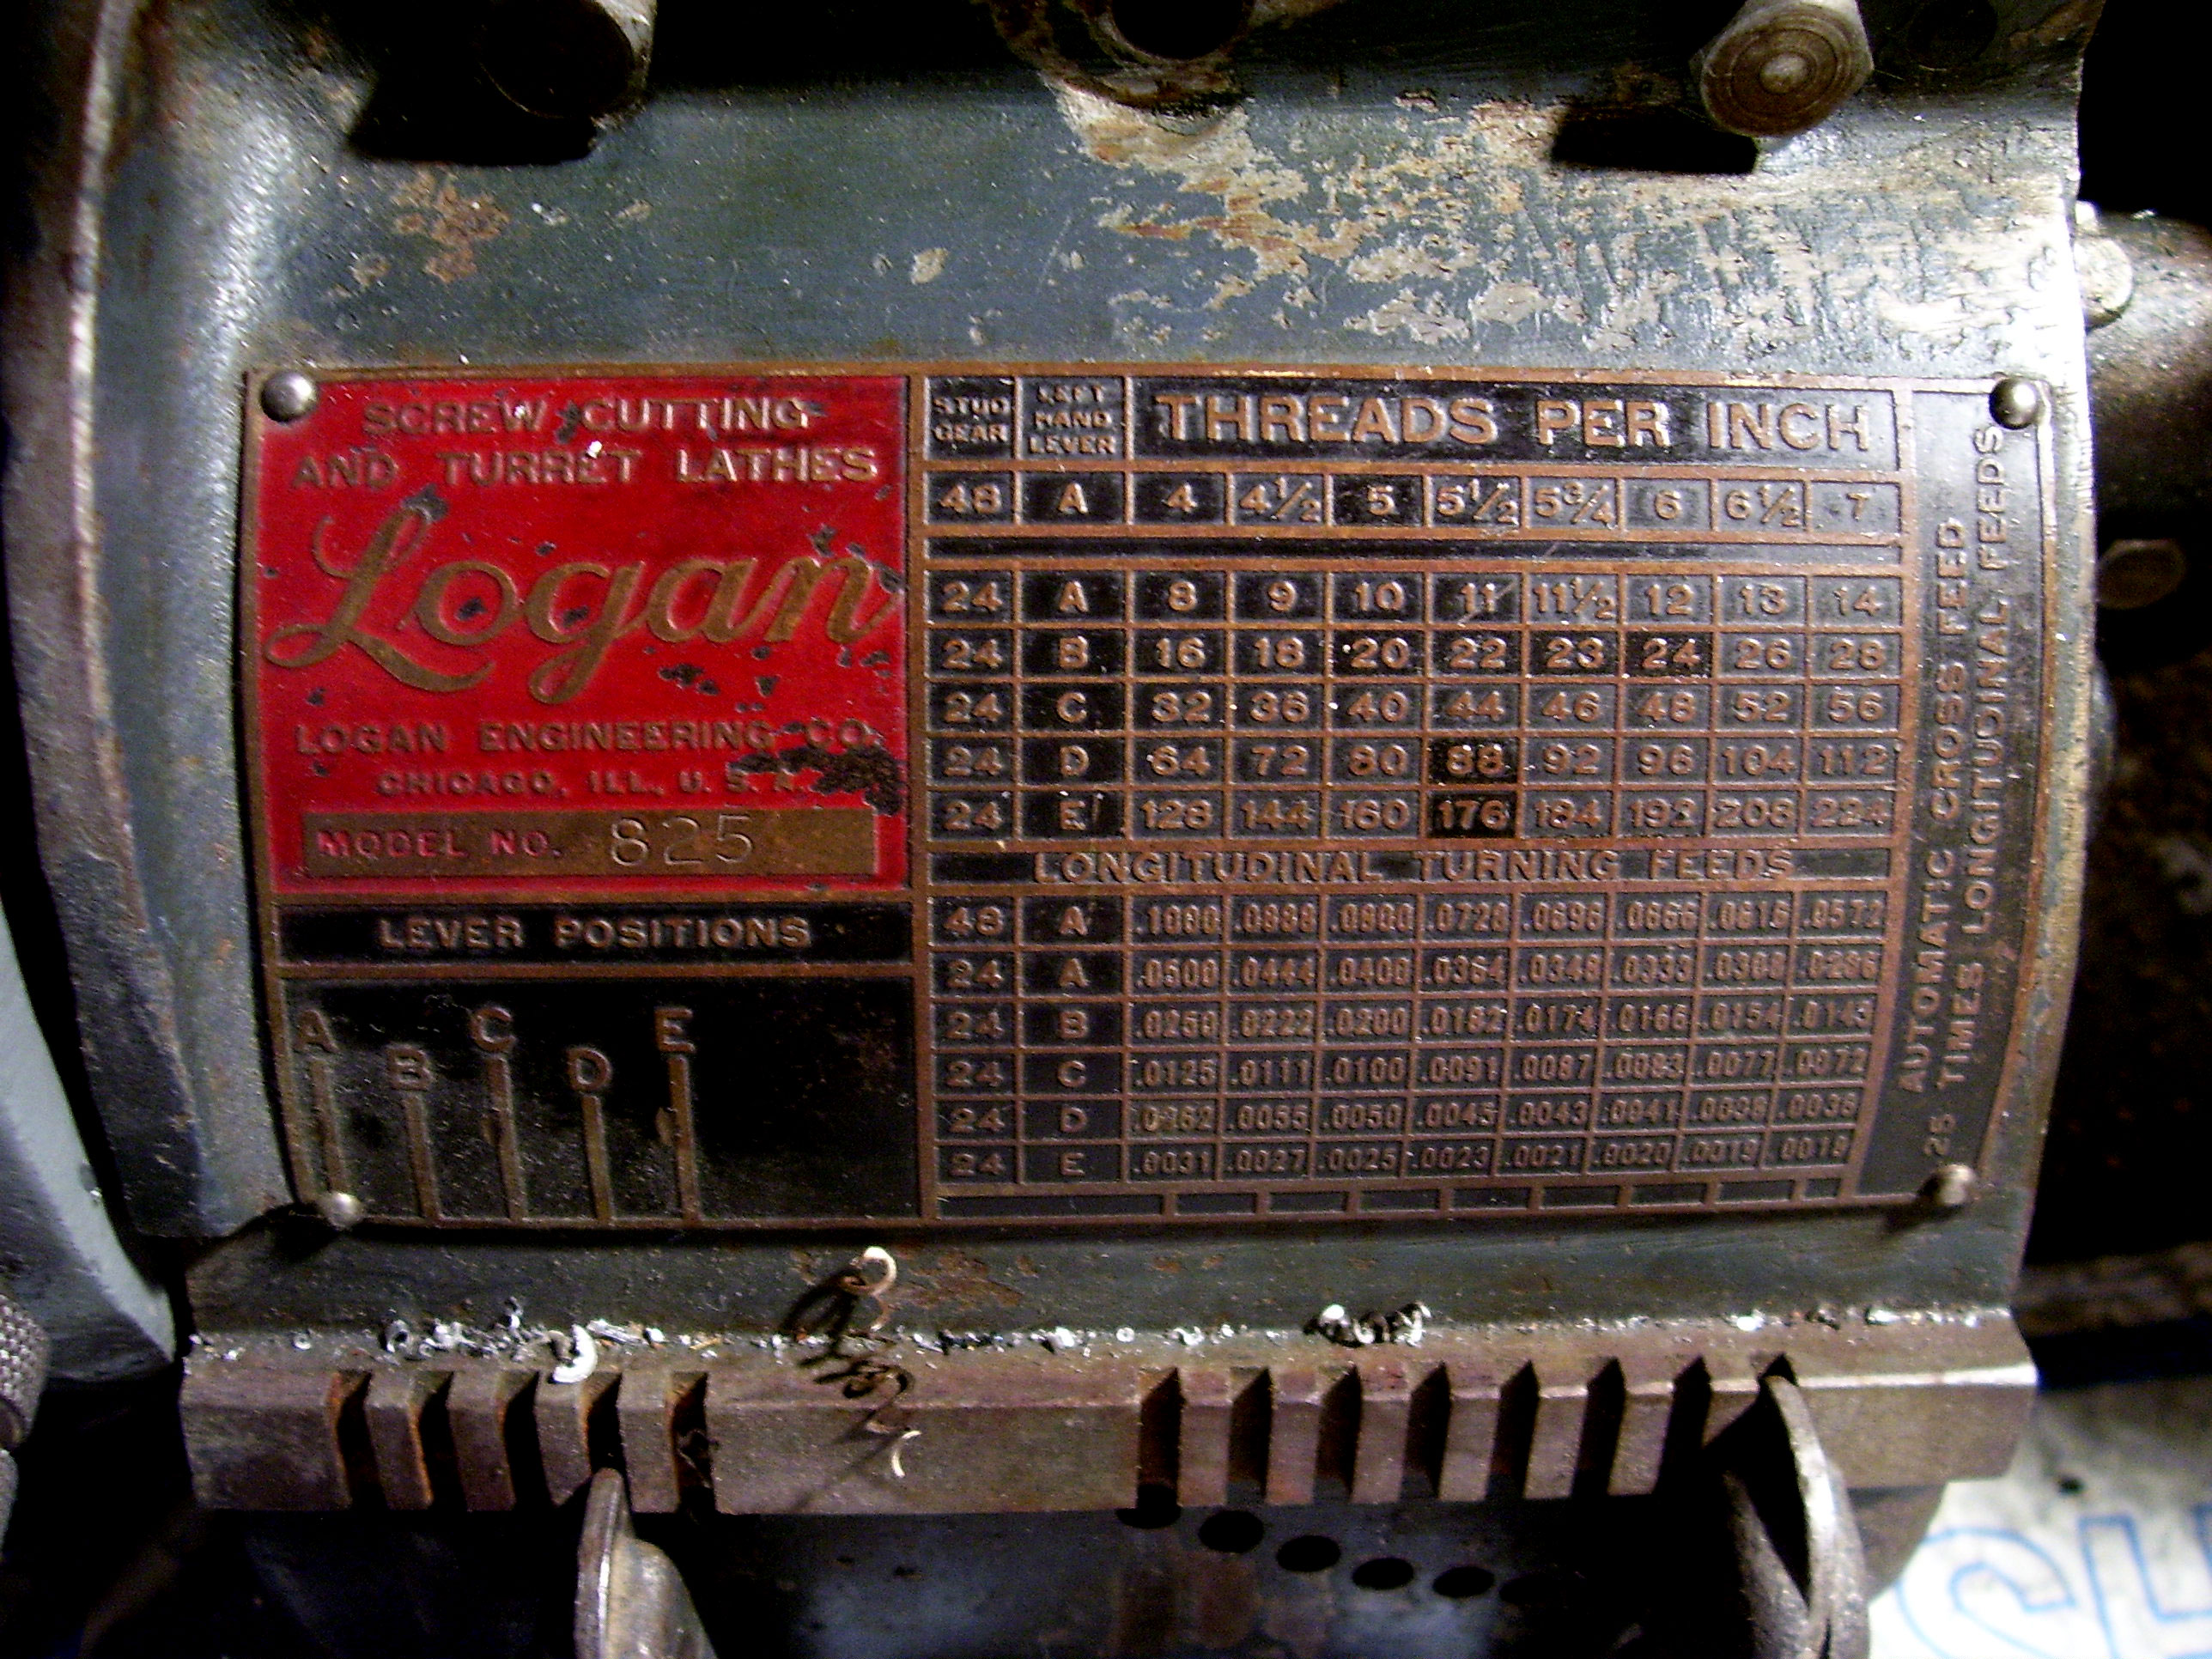 SCREW CUTTING
AND TURRET LATHES
Logan
LOGAN ENGINEERING CO.
CHICAGO, ILL., U. S. A.
MODEL NO. 825
LEVER POSITIONS
A B C D E
STUD GEAR LEFT HAND LEVER THREADS PER INCH
48 A 4 4½ 5 5½ 5¾ 6 6½ 7
24 A 8 9 10 11 11½ 12 13 14
24 B 16 18 20 22 23 24 26 28
24 C 32 36 40 44 46 48 52 56
24 D 64 72 80 88 92 96 104 112
24 E 128 144 160 176 184 192 208 224
LONGITUDINAL TURNING FEEDS
48 A .1000 .0888 .0800 .0728 .0696 .0666 .0616 .0572
24 A .0500 .0444 .0400 .0364 .0348 .0333 .0308 .0286
24 B .0250 .0222 .0200 .0182 .0174 .0166 .0154 .0143
24 C .0125 .0111 .0100 .0091 .0087 .0083 .0077 .0072
24 D .0062 .0055 .0050 .0045 .0043 .0041 .0038 .0036
24 E .0031 .0027 .0025 .0023 .0021 .0020 .0019 .0018
AUTOMATIC CROSS FEED
.25 TIMES LONGITUDINAL FEEDS